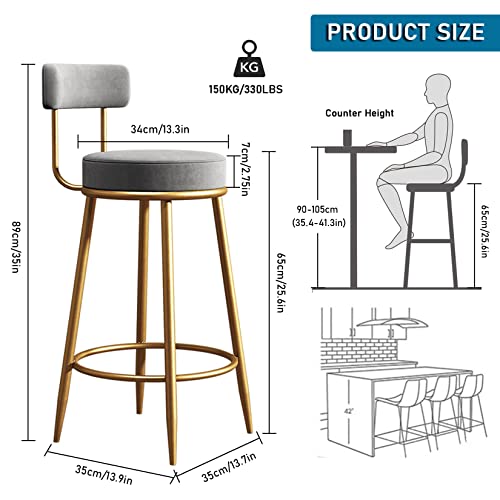 PRODUCT SIZE
KG
150KG/330LBS
34cm/13.3in
7cm/2.75in
89cm/35in
65cm/25.6in
35cm/13.9in
35cm/13.7in
Counter Height
90-105cm
(35.4-41.3in)
65cm/25.6in
42'